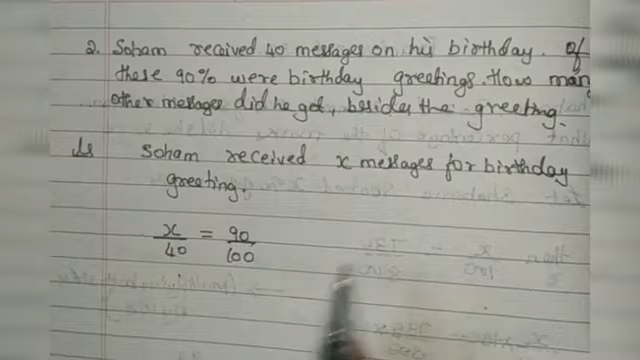 2. Soham received 40 messages on his birthday. Of
these 90% were birthday greetings. How man
other messages did he get, besides the greeting.
Soham received x messages for birthday
greeting.
x/40 = 90/100